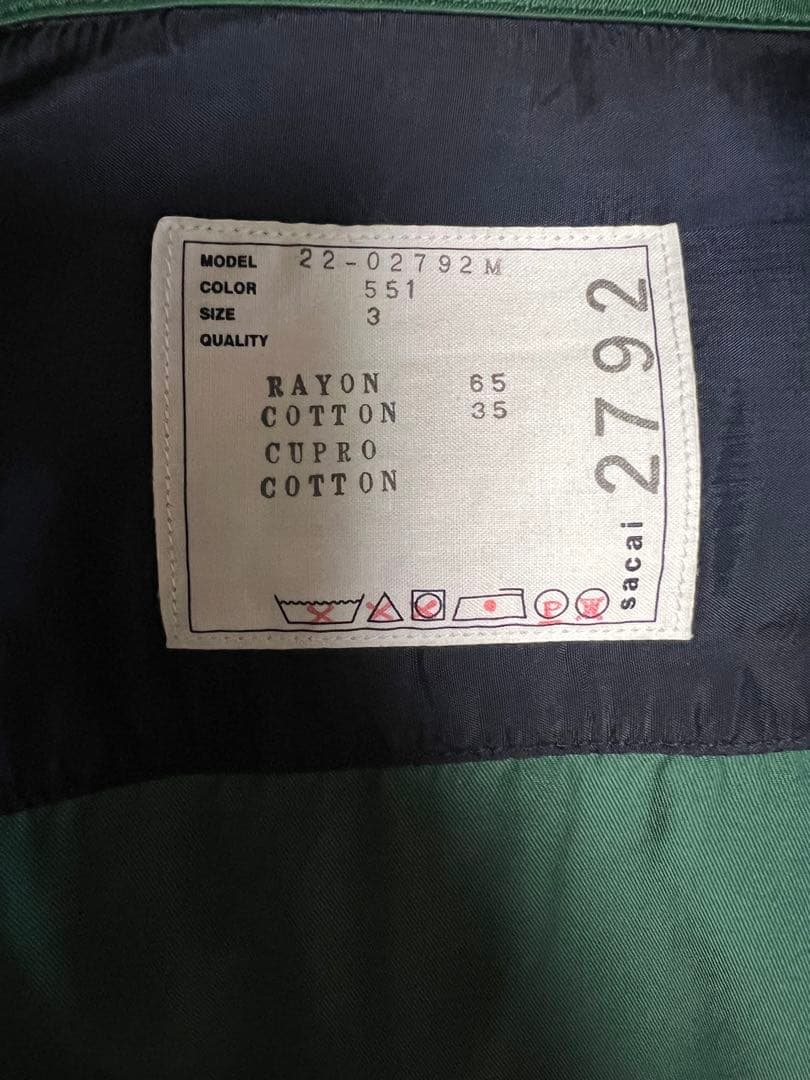 MODEL 22-02792M
COLOR 551
SIZE 3
QUALITY
RAYON 65
COTTON 35
CUPRO
COTTON
P
sacai 2792